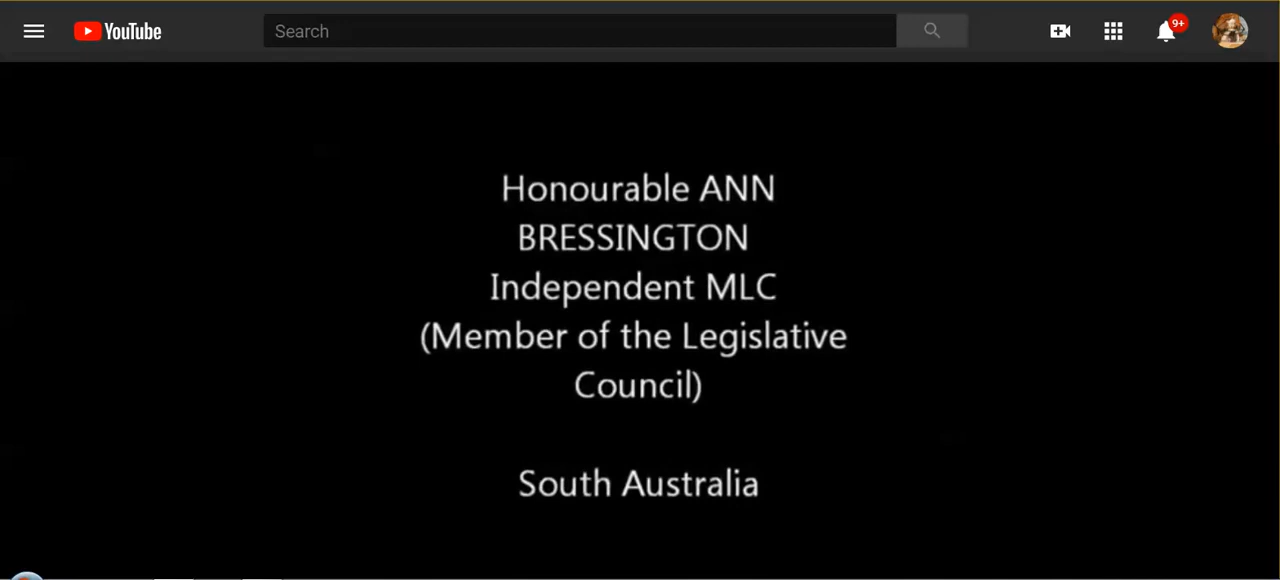 YouTube
Search
9+
Honourable ANN
BRESSINGTON
Independent MLC
(Member of the Legislative
Council)
South Australia